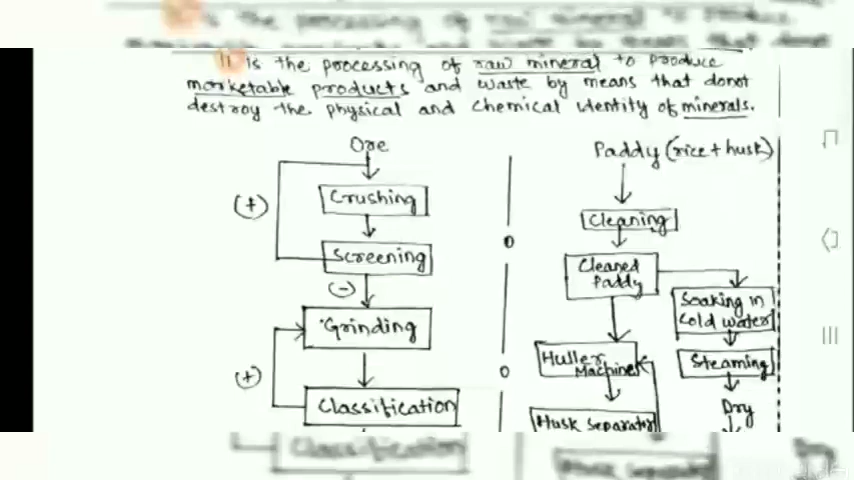 It is the processing of raw mineral to produce
marketable products and waste by means that donot
destroy the physical and chemical identity of minerals.
Ore
Crushing
(+)
Screening
(-)
Grinding
(+)
Classification
Paddy (rice + husk)
Cleaning
Cleaned
Paddy
Soaking in
cold water
Huller
Machine
Steaming
Husk Separator
Dry